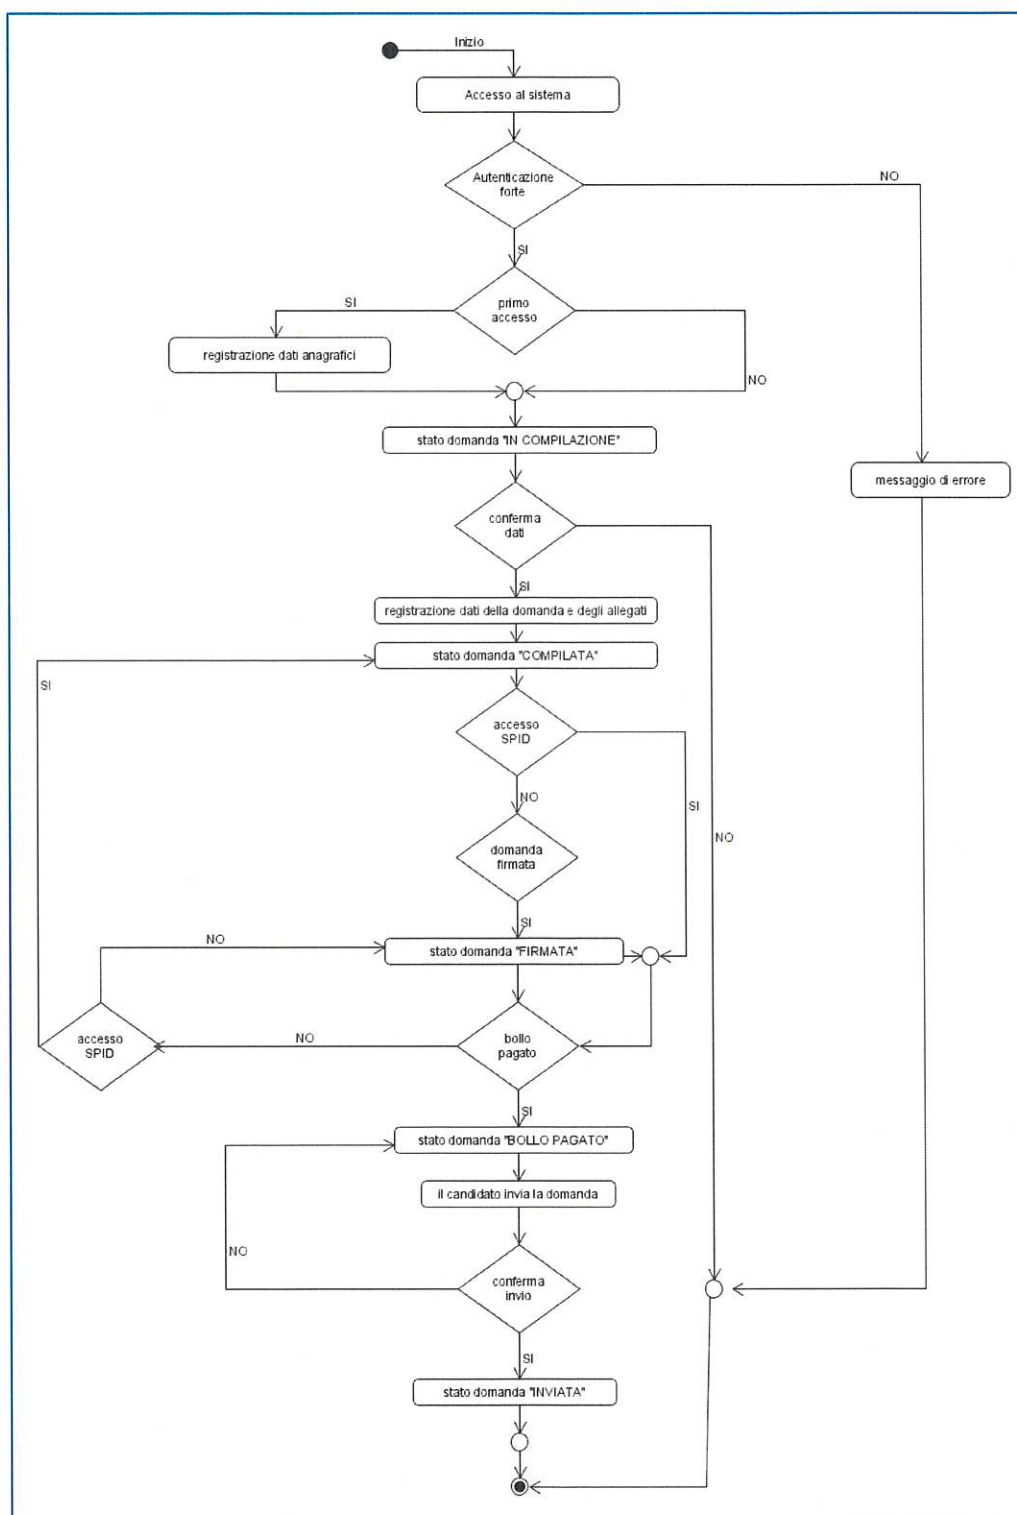 Inizio
Accesso al sistema
Autenticazione
forte
NO
SI
primo
accesso
SI
registrazione dati anagrafici
NO
stato domanda "IN COMPILAZIONE"
messaggio di errore
conferma
dati
SI
registrazione dati della domanda e degli allegati
stato domanda "COMPILATA"
SI
accesso
SPID
NO
SI
NO
domanda
firmata
SI
NO
stato domanda "FIRMATA"
accesso
SPID
NO
bollo
pagato
SI
stato domanda "BOLLO PAGATO"
il candidato invia la domanda
NO
conferma
invio
SI
stato domanda "INVIATA"